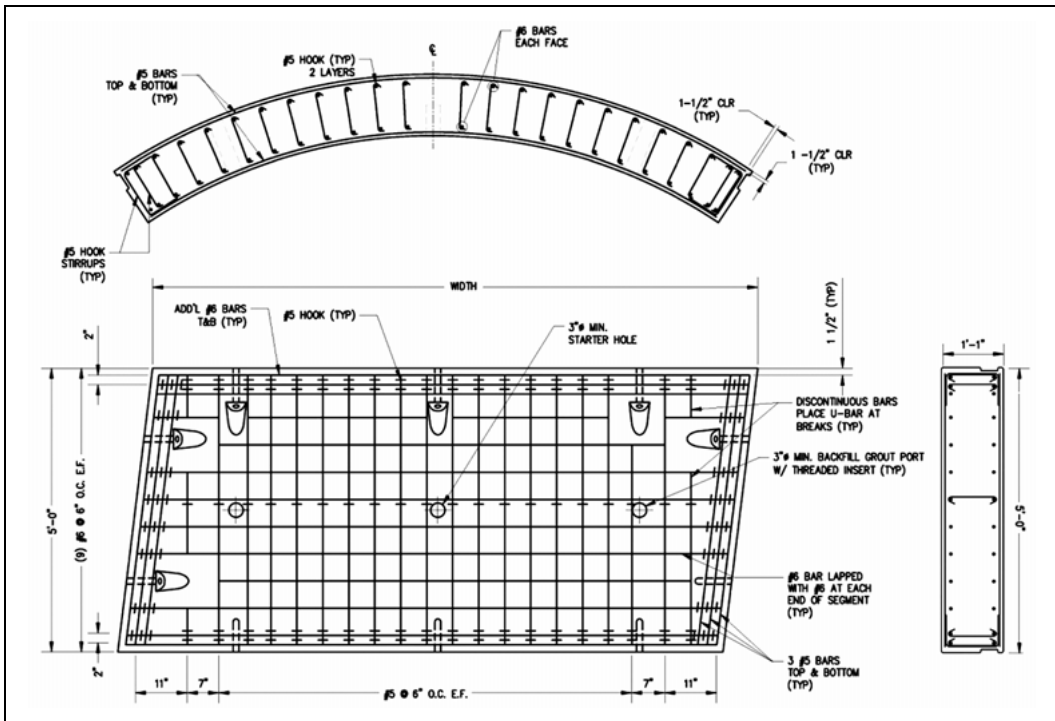 ℄
#6 BARS
EACH FACE
#5 HOOK (TYP)
2 LAYERS
#5 BARS
TOP & BOTTOM
(TYP)
1-1/2" CLR
(TYP)
1 -1/2" CLR
(TYP)
#5 HOOK
STIRRUPS
(TYP)
WIDTH
ADD'L #6 BARS
T&B (TYP)
#5 HOOK (TYP)
3"ø MIN.
STARTER HOLE
1 1/2" (TYP)
1'-1"
2"
DISCONTINUOUS BARS
PLACE U-BAR AT
BREAKS (TYP)
3"ø MIN. BACKFILL GROUT PORT
W/ THREADED INSERT (TYP)
5'-0"
(9) #6 @ 6" O.C. E.F.
5'-0"
#6 BAR LAPPED
WITH #6 AT EACH
END OF SEGMENT
(TYP)
3 #5 BARS
TOP & BOTTOM
(TYP)
2"
11"
7"
#5 @ 6" O.C. E.F.
7"
11"